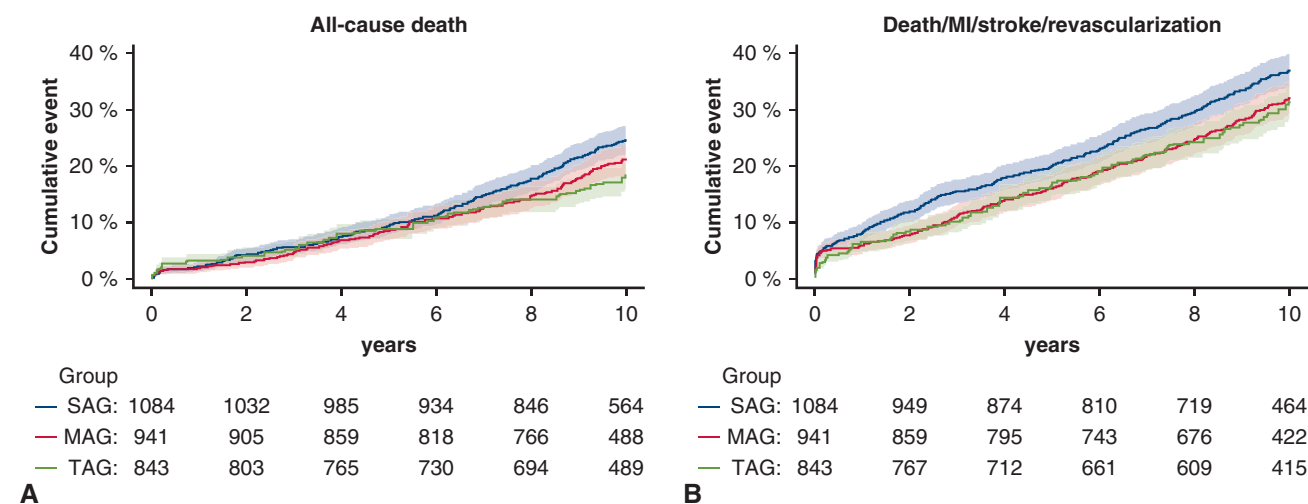 All-cause death
40 %
30 %
20 %
10 %
0 %
Cumulative event
0 2 4 6 8 10
years
Group
SAG: 1084 1032 985 934 846 564
MAG: 941 905 859 818 766 488
TAG: 843 803 765 730 694 489
A
Death/MI/stroke/revascularization
40 %
30 %
20 %
10 %
0 %
Cumulative event
0 2 4 6 8 10
years
Group
SAG: 1084 949 874 810 719 464
MAG: 941 859 795 743 676 422
TAG: 843 767 712 661 609 415
B